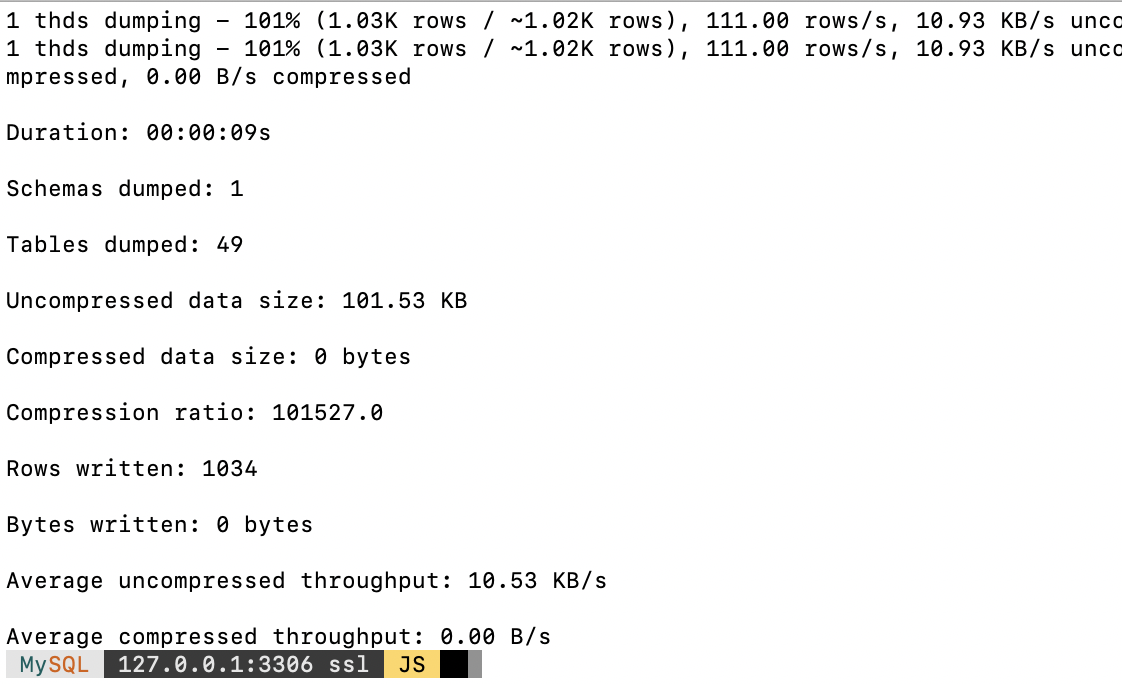 1 thds dumping – 101% (1.03K rows / ~1.02K rows), 111.00 rows/s, 10.93 KB/s unco
1 thds dumping – 101% (1.03K rows / ~1.02K rows), 111.00 rows/s, 10.93 KB/s unco
mpressed, 0.00 B/s compressed
Duration: 00:00:09s
Schemas dumped: 1
Tables dumped: 49
Uncompressed data size: 101.53 KB
Compressed data size: 0 bytes
Compression ratio: 101527.0
Rows written: 1034
Bytes written: 0 bytes
Average uncompressed throughput: 10.53 KB/s
Average compressed throughput: 0.00 B/s
MySQL 127.0.0.1:3306 ssl JS